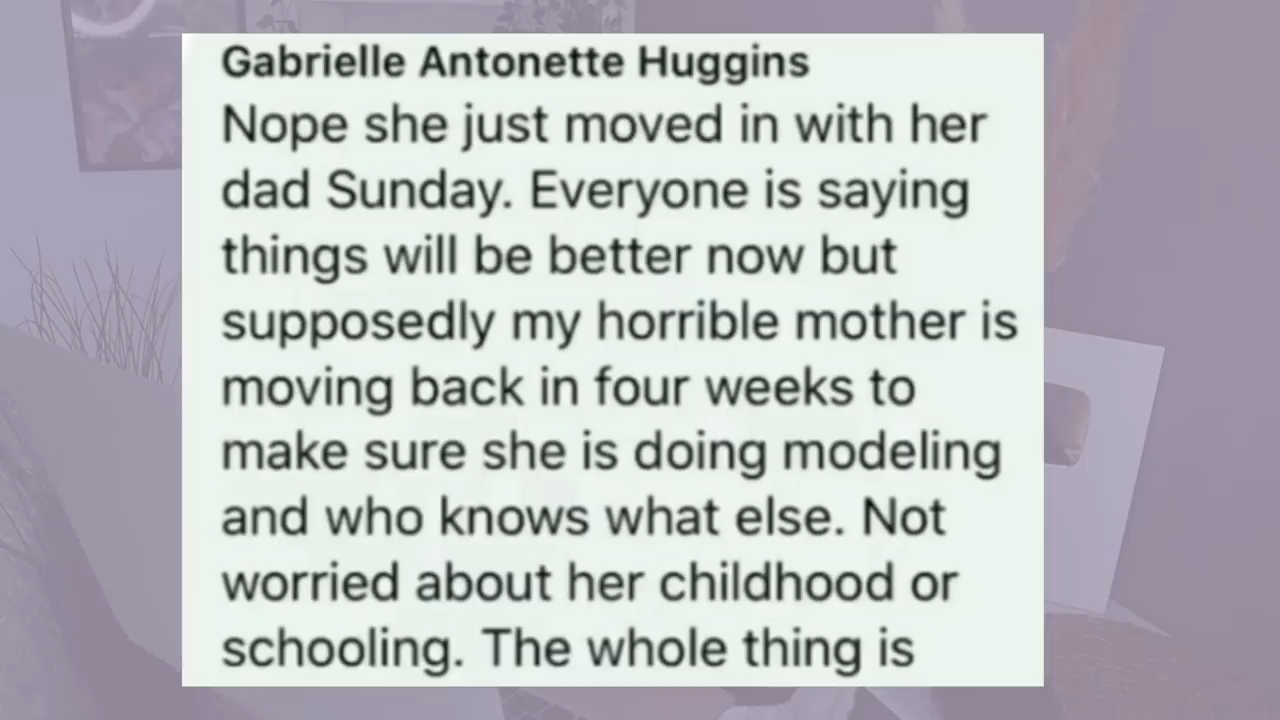 Gabrielle Antonette Huggins
Nope she just moved in with her
dad Sunday. Everyone is saying
things will be better now but
supposedly my horrible mother is
moving back in four weeks to
make sure she is doing modeling
and who knows what else. Not
worried about her childhood or
schooling. The whole thing is